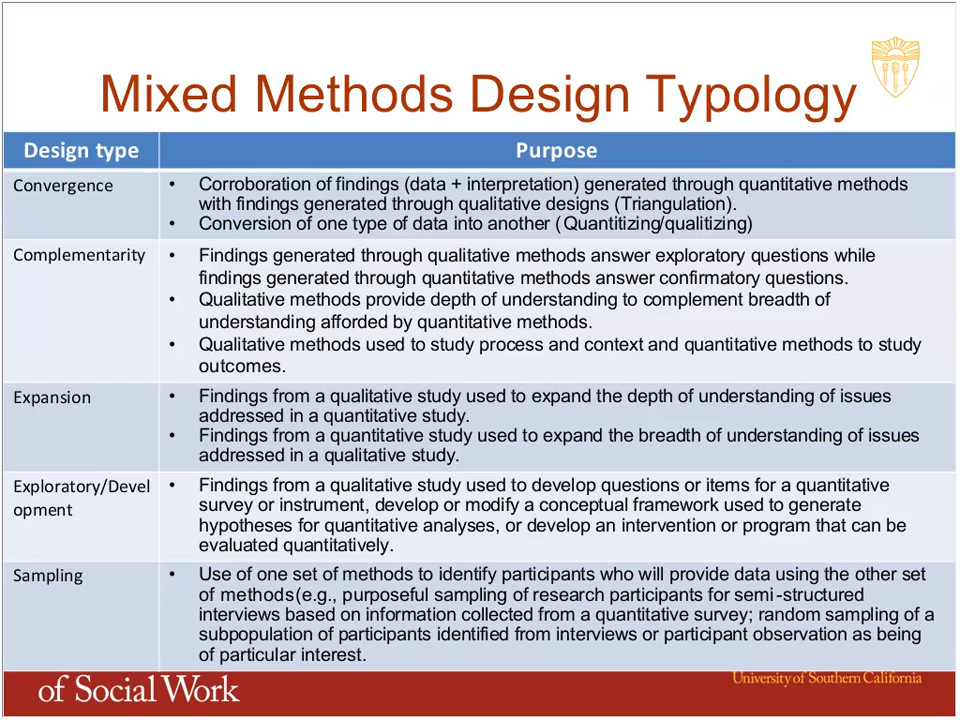 Mixed Methods Design Typology
Design type
Purpose
Convergence
• Corroboration of findings (data + interpretation) generated through quantitative methods
with findings generated through qualitative designs (Triangulation).
• Conversion of one type of data into another (Quantitizing/qualitizing)
Complementarity
• Findings generated through qualitative methods answer exploratory questions while
findings generated through quantitative methods answer confirmatory questions.
• Qualitative methods provide depth of understanding to complement breadth of
understanding afforded by quantitative methods.
• Qualitative methods used to study process and context and quantitative methods to study
outcomes.
Expansion
• Findings from a qualitative study used to expand the depth of understanding of issues
addressed in a quantitative study.
• Findings from a quantitative study used to expand the breadth of understanding of issues
addressed in a qualitative study.
Exploratory/Devel
opment
• Findings from a qualitative study used to develop questions or items for a quantitative
survey or instrument, develop or modify a conceptual framework used to generate
hypotheses for quantitative analyses, or develop an intervention or program that can be
evaluated quantitatively.
Sampling
• Use of one set of methods to identify participants who will provide data using the other set
of methods(e.g., purposeful sampling of research participants for semi-structured
interviews based on information collected from a quantitative survey; random sampling of a
subpopulation of participants identified from interviews or participant observation as being
of particular interest.
of Social Work
University of Southern California